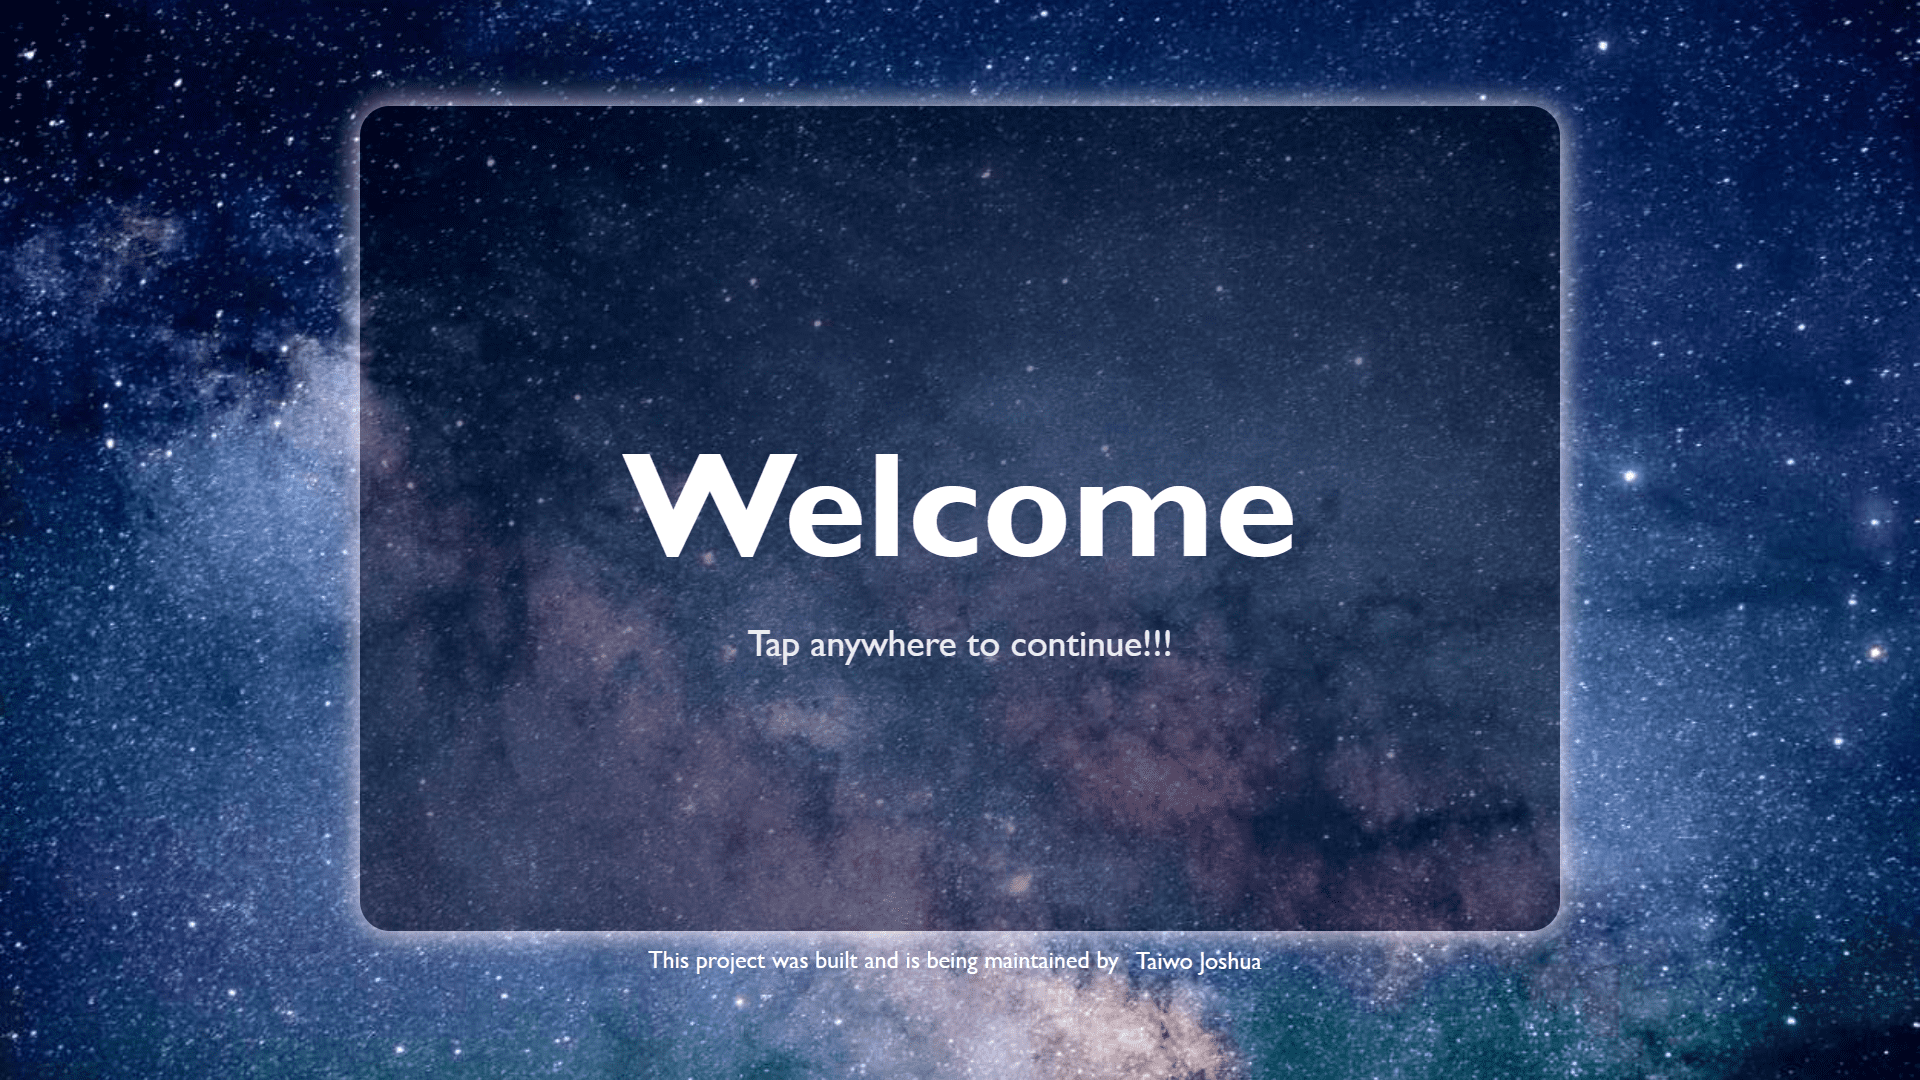 Welcome
Tap anywhere to continue!!!
This project was built and is being maintained by Taiwo Joshua